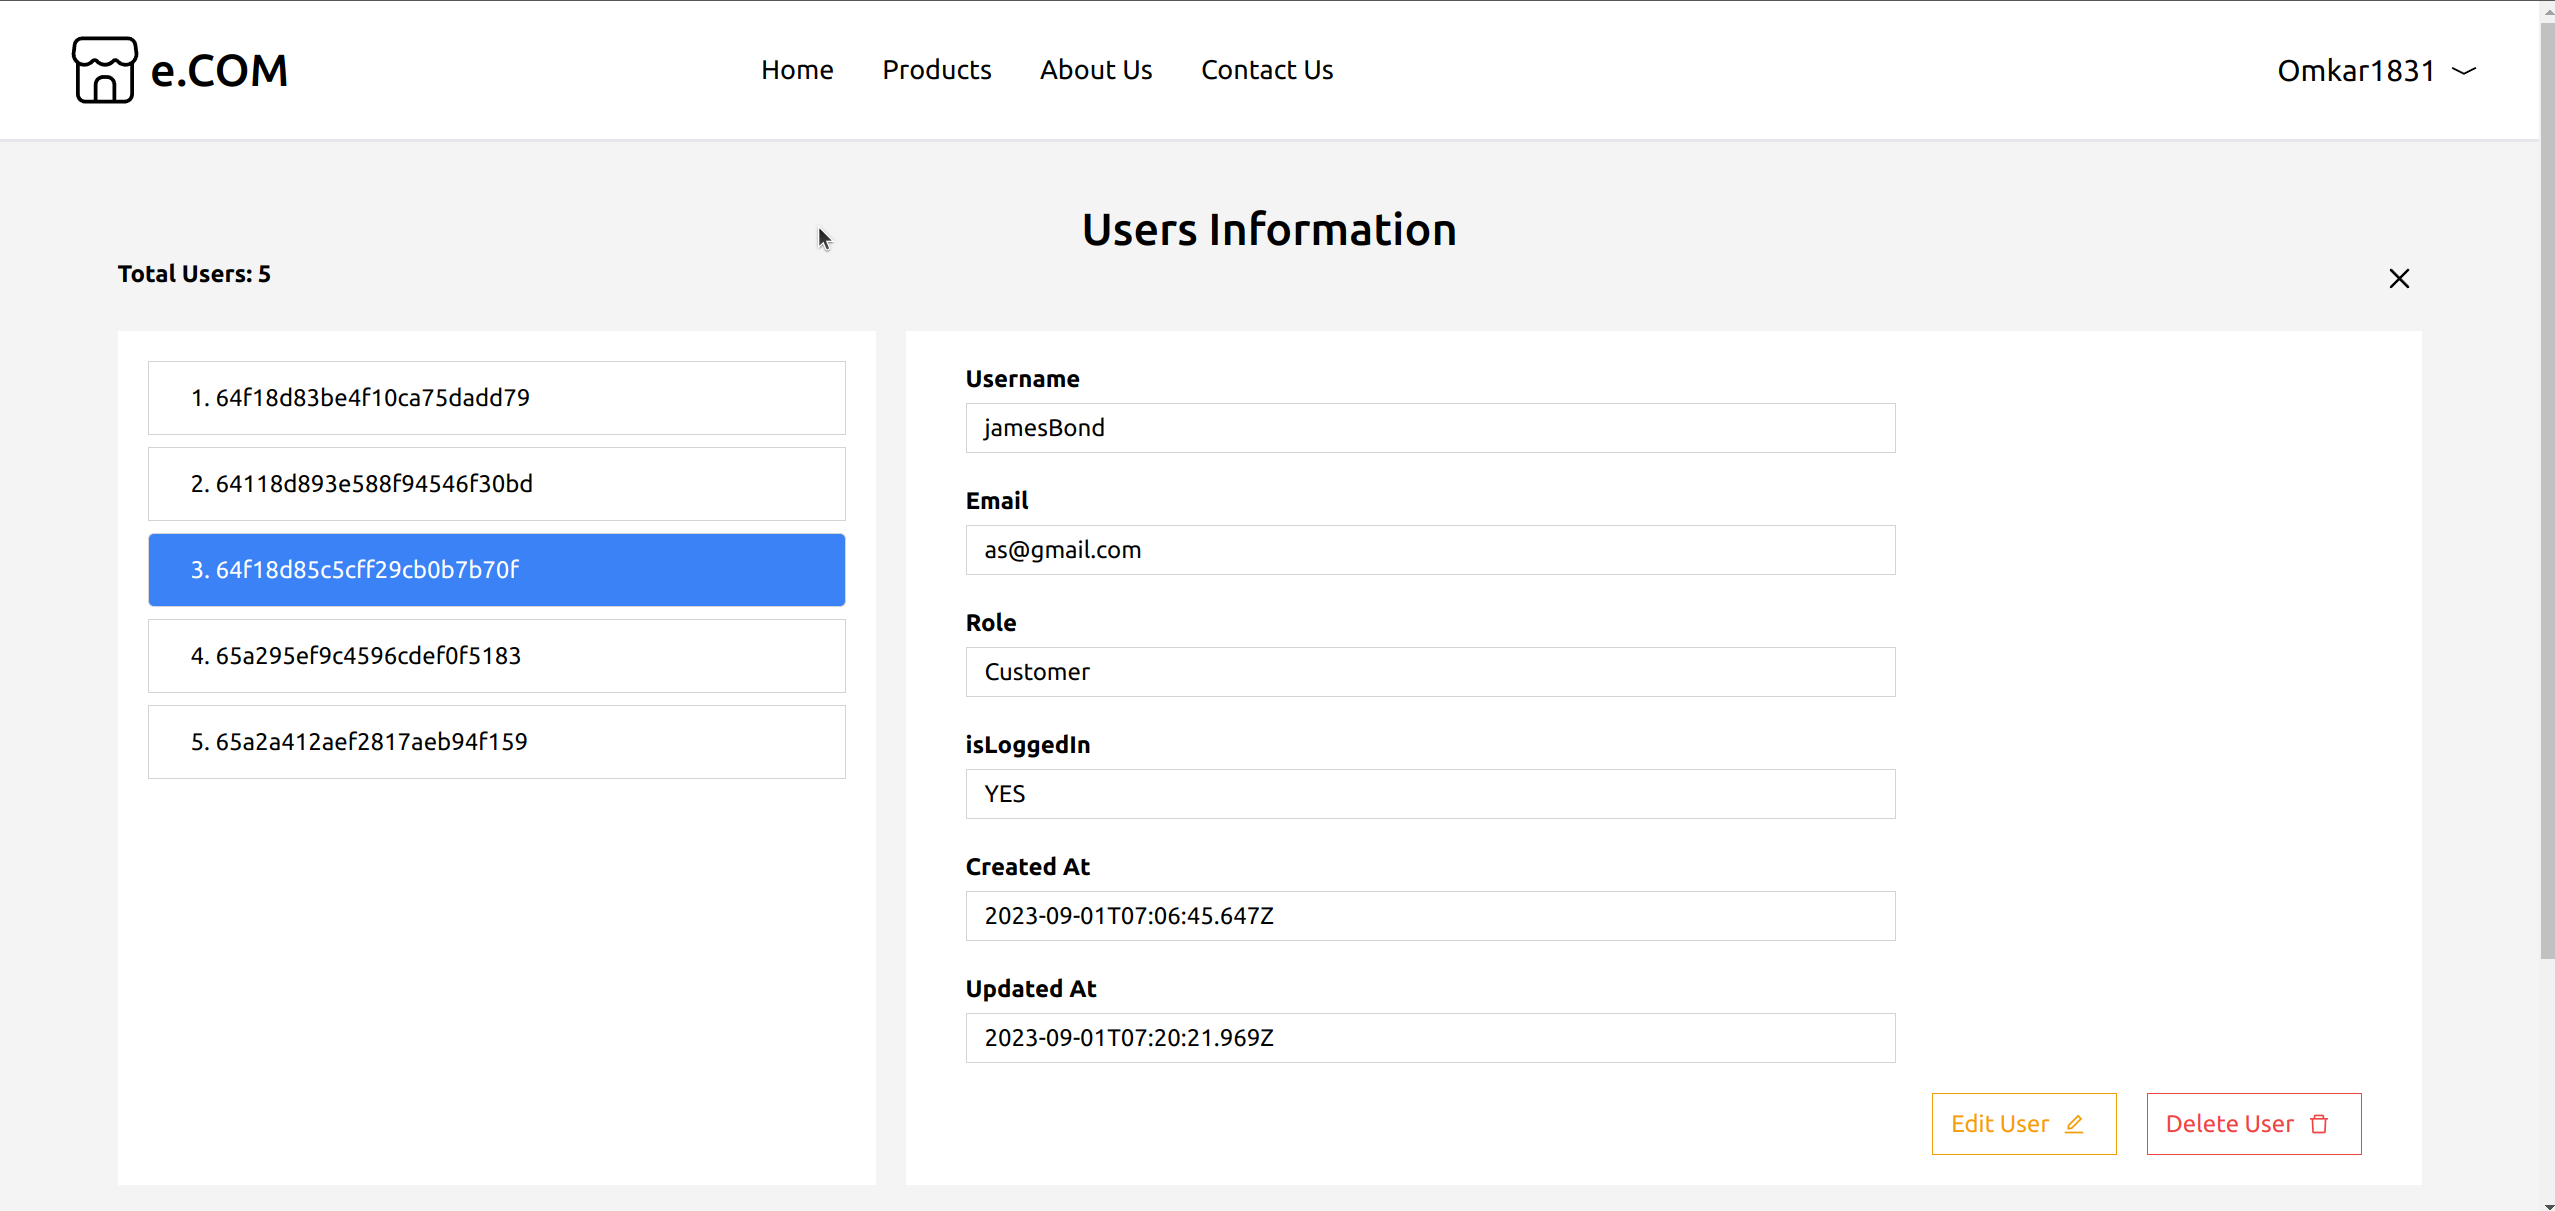 e.COM
Home Products About Us Contact Us
Omkar1831
Users Information
Total Users: 5
1. 64f18d83be4f10ca75dadd79
2. 64118d893e588f94546f30bd
3. 64f18d85c5cff29cb0b7b70f
4. 65a295ef9c4596cdef0f5183
5. 65a2a412aef2817aeb94f159
Username
jamesBond
Email
as@gmail.com
Role
Customer
isLoggedIn
YES
Created At
2023-09-01T07:06:45.647Z
Updated At
2023-09-01T07:20:21.969Z
Edit User
Delete User